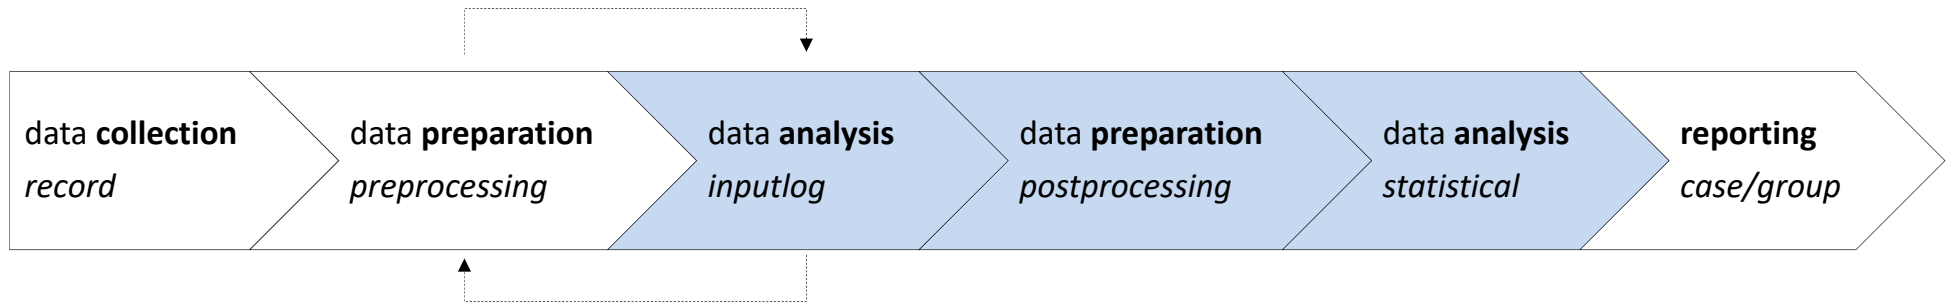 data collection
record
data preparation
preprocessing
data analysis
inputlog
data preparation
postprocessing
data analysis
statistical
reporting
case/group